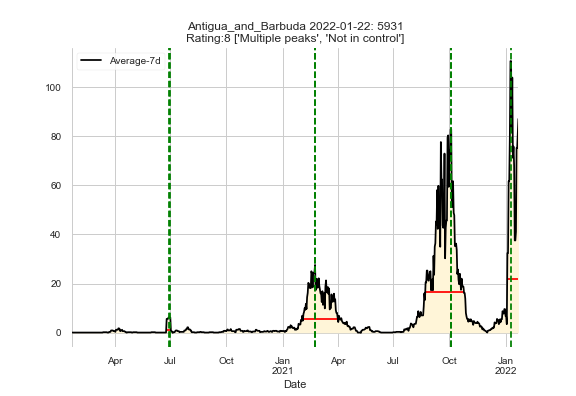 Antigua_and_Barbuda 2022-01-22: 5931
Rating:8 ['Multiple peaks', 'Not in control']
Average-7d
100
80
60
40
20
0
Apr Jul Oct Jan Apr Jul Oct Jan
2021 2022
Date